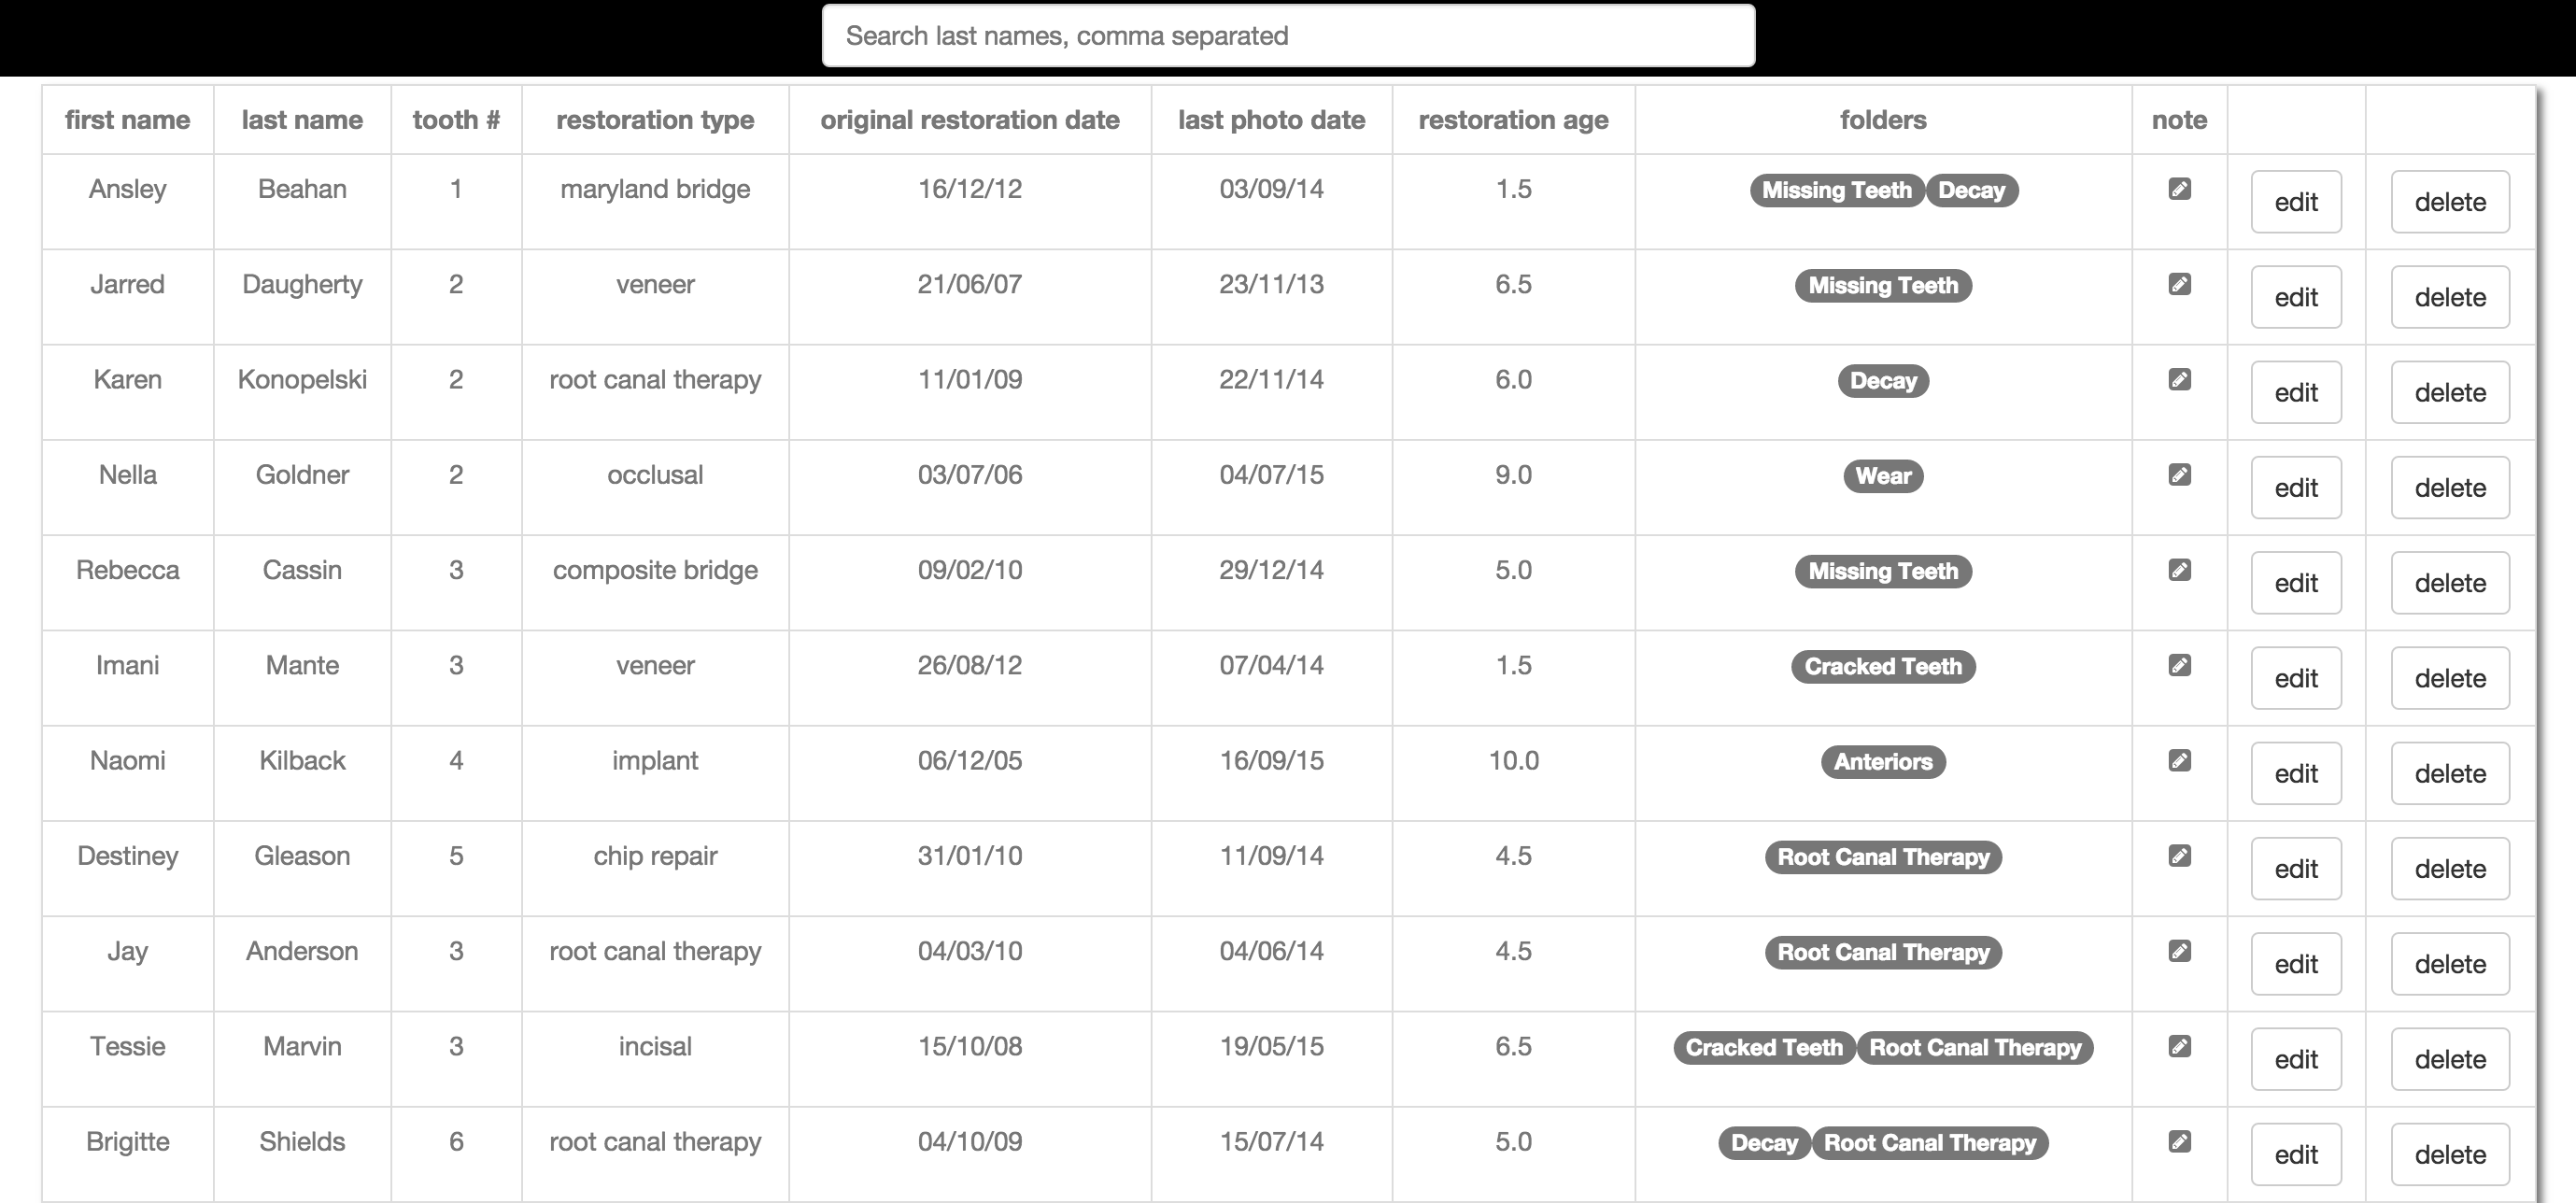 Search last names, comma separated
first name last name tooth # restoration type original restoration date last photo date restoration age folders note
Ansley Beahan 1 maryland bridge 16/12/12 03/09/14 1.5 Missing Teeth Decay edit delete
Jarred Daugherty 2 veneer 21/06/07 23/11/13 6.5 Missing Teeth edit delete
Karen Konopelski 2 root canal therapy 11/01/09 22/11/14 6.0 Decay edit delete
Nella Goldner 2 occlusal 03/07/06 04/07/15 9.0 Wear edit delete
Rebecca Cassin 3 composite bridge 09/02/10 29/12/14 5.0 Missing Teeth edit delete
Imani Mante 3 veneer 26/08/12 07/04/14 1.5 Cracked Teeth edit delete
Naomi Kilback 4 implant 06/12/05 16/09/15 10.0 Anteriors edit delete
Destiney Gleason 5 chip repair 31/01/10 11/09/14 4.5 Root Canal Therapy edit delete
Jay Anderson 3 root canal therapy 04/03/10 04/06/14 4.5 Root Canal Therapy edit delete
Tessie Marvin 3 incisal 15/10/08 19/05/15 6.5 Cracked Teeth Root Canal Therapy edit delete
Brigitte Shields 6 root canal therapy 04/10/09 15/07/14 5.0 Decay Root Canal Therapy edit delete